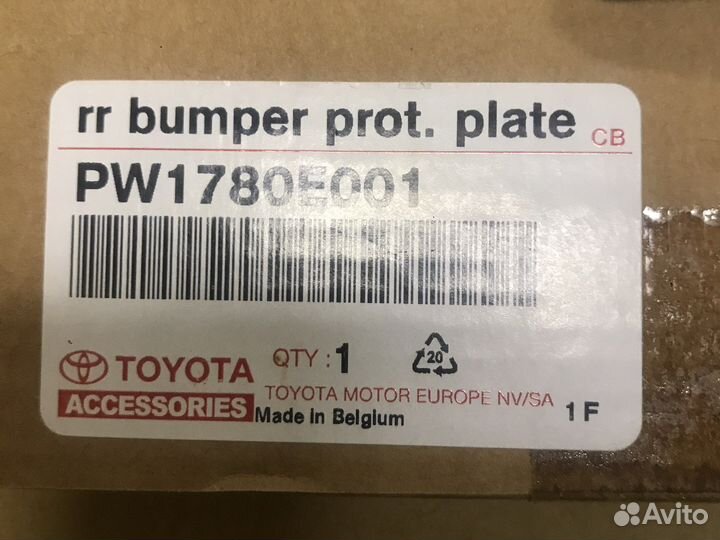 rr bumper prot. plate CB
PW1780E001
TOYOTA QTY : 1 20
ACCESSORIES TOYOTA MOTOR EUROPE NV/SA
Made in Belgium 1 F
Avito